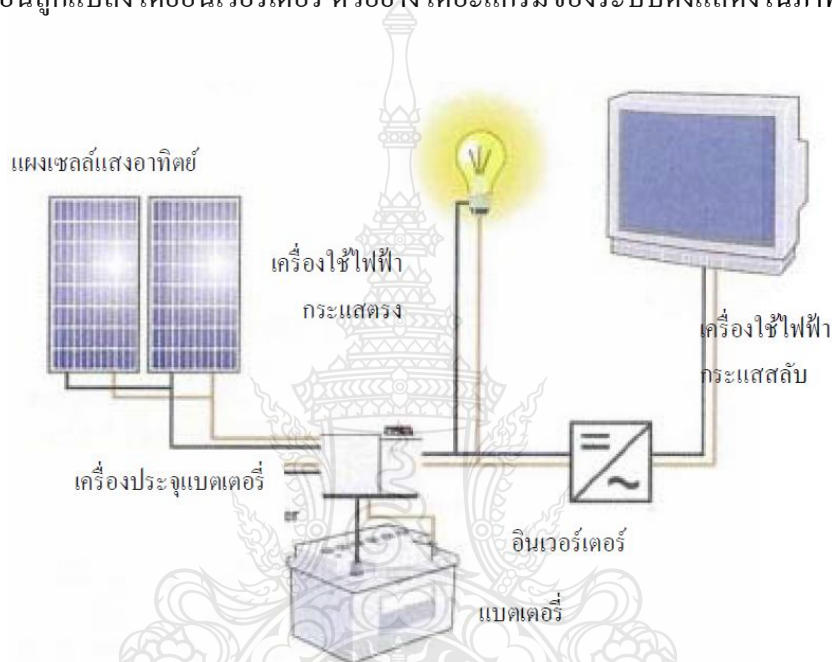 แผงเซลล์แสงอาทิตย์
เครื่องใช้ไฟฟ้า
กระแสตรง
เครื่องใช้ไฟฟ้า
กระแสสลับ
เครื่องประจุแบตเตอรี่
er
อินเวอร์เตอร์
แบตเตอรี่